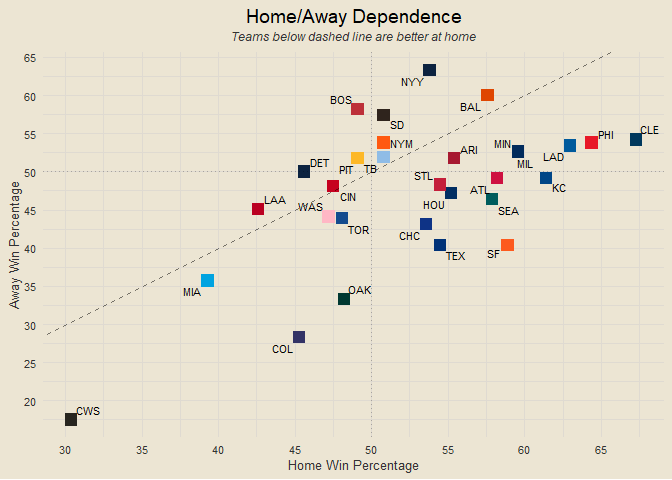 Home/Away Dependence
Teams below dashed line are better at home
65
60
55
50
45
40
35
30
25
20
Away Win Percentage
NYY
BAL
BOS
SD
CLE
PHI
NYM
MIN
LAD
ARI
MIL
DET
PIT
TB
STL
CIN
ATL
KC
LAA
WAS
HOU
SEA
TOR
CHC
TEX
SF
MIA
OAK
COL
CWS
30
35
40
45
50
55
60
65
Home Win Percentage